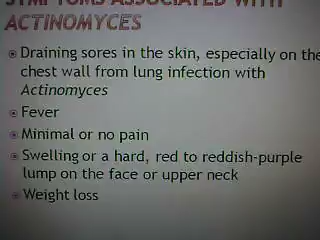 SYMPTOMS ASSOCIATED WITH
ACTINOMYCES
Draining sores in the skin, especially on the
chest wall from lung infection with
Actinomyces
Fever
Minimal or no pain
Swelling or a hard, red to reddish-purple
lump on the face or upper neck
Weight loss